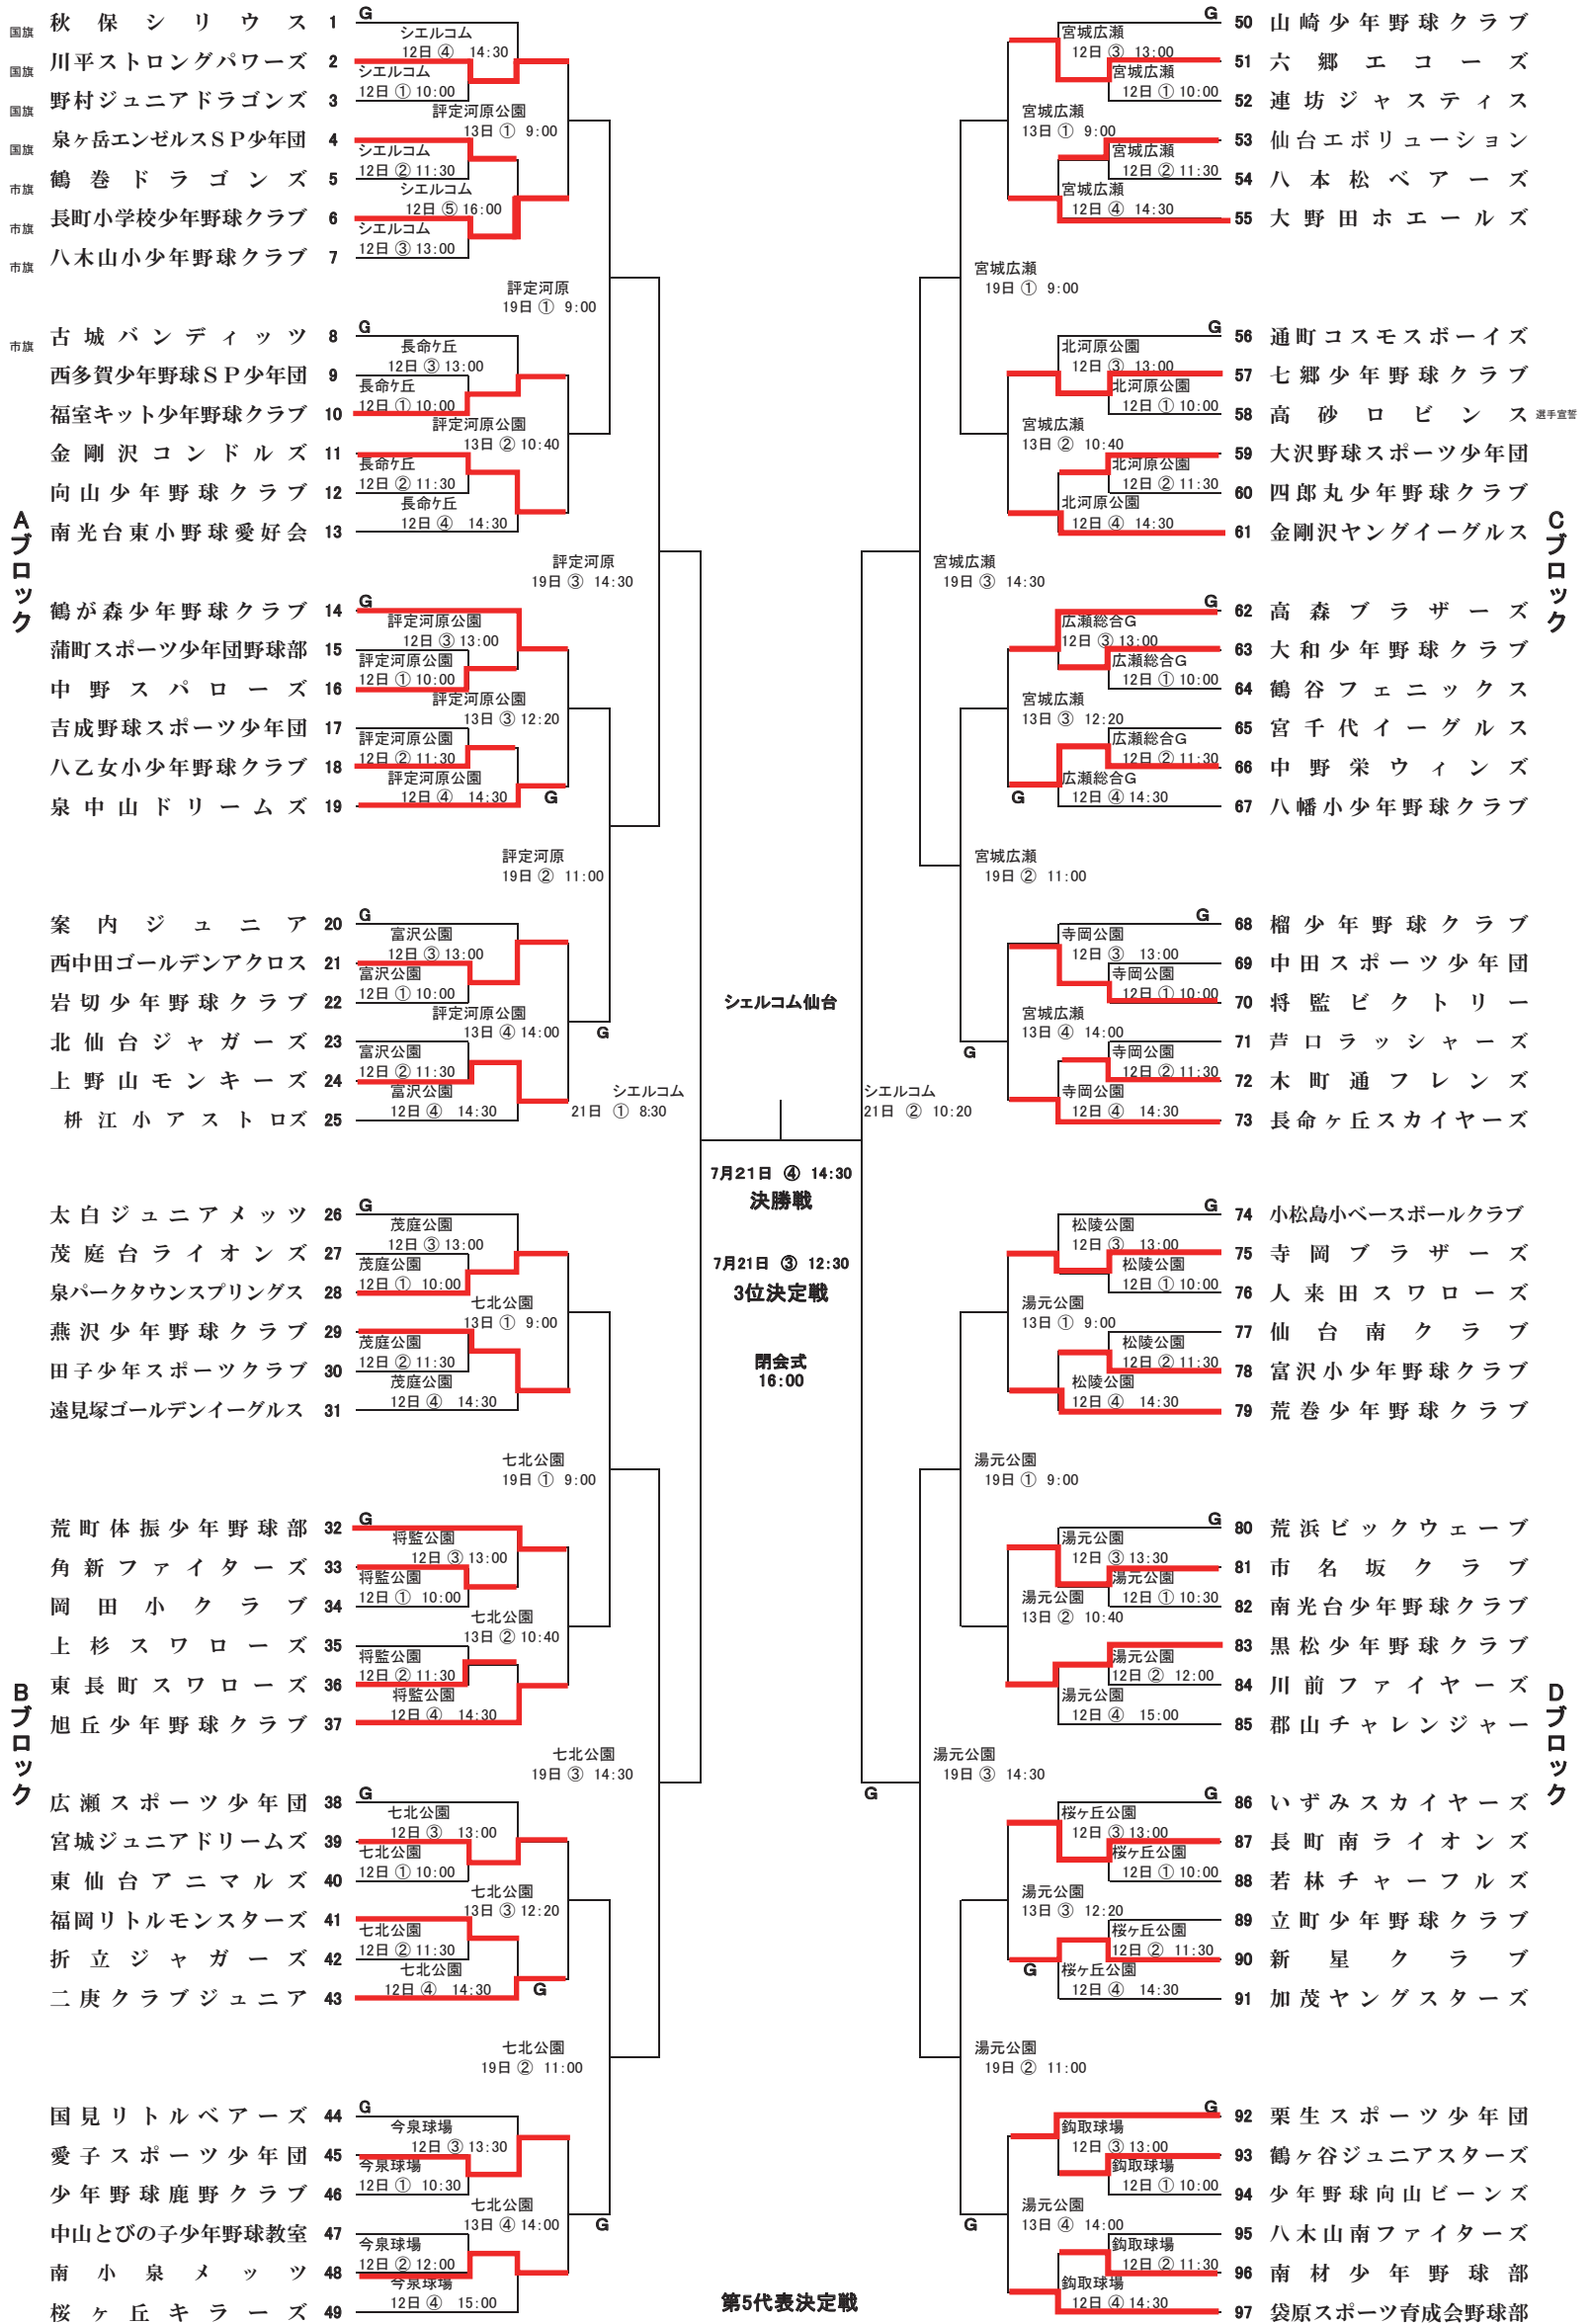 国旗 秋保シリウス 1 G
シエルコム
12日 ④ 14:30
国旗 川平ストロングパワーズ 2
シエルコム
12日 ① 10:00
国旗 野村ジュニアドラゴンズ 3
評定河原公園
13日 ① 9:00
国旗 泉ヶ岳エンゼルスＳＰ少年団 4
シエルコム
12日 ② 11:30
市旗 鶴巻ドラゴンズ 5
シエルコム
12日 ⑤ 16:00
市旗 長町小学校少年野球クラブ 6
シエルコム
12日 ③ 13:00
市旗 八木山小少年野球クラブ 7
評定河原
19日 ① 9:00
市旗 古城バンディッツ 8 G
長命ケ丘
12日 ③ 13:00
西多賀少年野球ＳＰ少年団 9
長命ケ丘
12日 ① 10:00
福室キット少年野球クラブ 10
評定河原公園
13日 ② 10:40
金剛沢コンドルズ 11
長命ケ丘
12日 ② 11:30
向山少年野球クラブ 12
長命ケ丘
12日 ④ 14:30
南光台東小野球愛好会 13
Aブロック
評定河原
19日 ③ 14:30
鶴が森少年野球クラブ 14 G
評定河原公園
12日 ③ 13:00
蒲町スポーツ少年団野球部 15
評定河原公園
12日 ① 10:00
中野スパローズ 16
評定河原公園
13日 ③ 12:20
吉成野球スポーツ少年団 17
評定河原公園
12日 ② 11:30
八乙女小少年野球クラブ 18
評定河原公園
12日 ④ 14:30
泉中山ドリームズ 19
G
評定河原
19日 ② 11:00
案内ジュニア 20 G
富沢公園
12日 ③ 13:00
西中田ゴールデンアクロス 21
富沢公園
12日 ① 10:00
岩切少年野球クラブ 22
評定河原公園
13日 ④ 14:00
G
北仙台ジャガーズ 23
富沢公園
12日 ② 11:30
上野山モンキーズ 24
富沢公園
12日 ④ 14:30
枡江小アストロズ 25
シエルコム
21日 ① 8:30
太白ジュニアメッツ 26 G
茂庭公園
12日 ③ 13:00
茂庭台ライオンズ 27
茂庭公園
12日 ① 10:00
泉パークタウンスプリングス 28
七北公園
13日 ① 9:00
燕沢少年野球クラブ 29
茂庭公園
12日 ② 11:30
田子少年スポーツクラブ 30
茂庭公園
12日 ④ 14:30
遠見塚ゴールデンイーグルス 31
七北公園
19日 ① 9:00
荒町体振少年野球部 32 G
将監公園
12日 ③ 13:00
角新ファイターズ 33
将監公園
12日 ① 10:00
岡田小クラブ 34
七北公園
13日 ② 10:40
上杉スワローズ 35
将監公園
12日 ② 11:30
東長町スワローズ 36
将監公園
12日 ④ 14:30
旭丘少年野球クラブ 37
Bブロック
七北公園
19日 ③ 14:30
広瀬スポーツ少年団 38 G
七北公園
12日 ③ 13:00
宮城ジュニアドリームズ 39
七北公園
12日 ① 10:00
東仙台アニマルズ 40
七北公園
13日 ③ 12:20
福岡リトルモンスターズ 41
七北公園
12日 ② 11:30
折立ジャガーズ 42
七北公園
12日 ④ 14:30
二庚クラブジュニア 43
G
七北公園
19日 ② 11:00
国見リトルベアーズ 44 G
今泉球場
12日 ③ 13:30
愛子スポーツ少年団 45
今泉球場
12日 ① 10:30
少年野球鹿野クラブ 46
七北公園
13日 ④ 14:00
G
中山とびの子少年野球教室 47
今泉球場
12日 ② 12:00
南小泉メッツ 48
今泉球場
12日 ④ 15:00
桜ヶ丘キラーズ 49
シェルコム仙台
7月21日 ④ 14:30
決勝戦
7月21日 ③ 12:30
3位決定戦
閉会式
16:00
第5代表決定戦
G 50 山崎少年野球クラブ
宮城広瀬
12日 ③ 13:00
51 六郷エコーズ
宮城広瀬
12日 ① 10:00
52 連坊ジャスティス
宮城広瀬
13日 ① 9:00
53 仙台エボリューション
宮城広瀬
12日 ② 11:30
54 八本松ベアーズ
宮城広瀬
12日 ④ 14:30
55 大野田ホエールズ
宮城広瀬
19日 ① 9:00
G 56 通町コスモスボーイズ
北河原公園
12日 ③ 13:00
57 七郷少年野球クラブ
北河原公園
12日 ① 10:00
58 高砂ロビンス 選手宣誓
宮城広瀬
13日 ② 10:40
59 大沢野球スポーツ少年団
北河原公園
12日 ② 11:30
60 四郎丸少年野球クラブ
北河原公園
12日 ④ 14:30
61 金剛沢ヤングイーグルス
Cブロック
宮城広瀬
19日 ③ 14:30
G 62 高森ブラザーズ
広瀬総合G
12日 ③ 13:00
63 大和少年野球クラブ
広瀬総合G
12日 ① 10:00
64 鶴谷フェニックス
宮城広瀬
13日 ③ 12:20
65 宮千代イーグルス
広瀬総合G
12日 ② 11:30
66 中野栄ウィンズ
広瀬総合G
12日 ④ 14:30
G
67 八幡小少年野球クラブ
宮城広瀬
19日 ② 11:00
G 68 榴少年野球クラブ
寺岡公園
12日 ③ 13:00
69 中田スポーツ少年団
寺岡公園
12日 ① 10:00
70 将監ビクトリー
宮城広瀬
13日 ④ 14:00
G
71 芦口ラッシャーズ
寺岡公園
12日 ② 11:30
72 木町通フレンズ
寺岡公園
12日 ④ 14:30
73 長命ヶ丘スカイヤーズ
シエルコム
21日 ② 10:20
G 74 小松島小ベースボールクラブ
松陵公園
12日 ③ 13:00
75 寺岡ブラザーズ
松陵公園
12日 ① 10:00
76 人来田スワローズ
湯元公園
13日 ① 9:00
77 仙台南クラブ
松陵公園
12日 ② 11:30
78 富沢小少年野球クラブ
松陵公園
12日 ④ 14:30
79 荒巻少年野球クラブ
湯元公園
19日 ① 9:00
G 80 荒浜ビックウェーブ
湯元公園
12日 ③ 13:30
81 市名坂クラブ
湯元公園
12日 ① 10:30
82 南光台少年野球クラブ
湯元公園
13日 ② 10:40
83 黒松少年野球クラブ
湯元公園
12日 ② 12:00
84 川前ファイヤーズ
湯元公園
12日 ④ 15:00
85 郡山チャレンジャー
Dブロック
湯元公園
19日 ③ 14:30
G
G 86 いずみスカイヤーズ
桜ヶ丘公園
12日 ③ 13:00
87 長町南ライオンズ
桜ヶ丘公園
12日 ① 10:00
88 若林チャーフルズ
湯元公園
13日 ③ 12:20
89 立町少年野球クラブ
桜ヶ丘公園
12日 ② 11:30
90 新星クラブ
G
桜ヶ丘公園
12日 ④ 14:30
91 加茂ヤングスターズ
湯元公園
19日 ② 11:00
G 92 栗生スポーツ少年団
鈎取球場
12日 ③ 13:00
93 鶴ヶ谷ジュニアスターズ
鈎取球場
12日 ① 10:00
94 少年野球向山ビーンズ
湯元公園
13日 ④ 14:00
G
95 八木山南ファイターズ
鈎取球場
12日 ② 11:30
96 南材少年野球部
鈎取球場
12日 ④ 14:30
97 袋原スポーツ育成会野球部